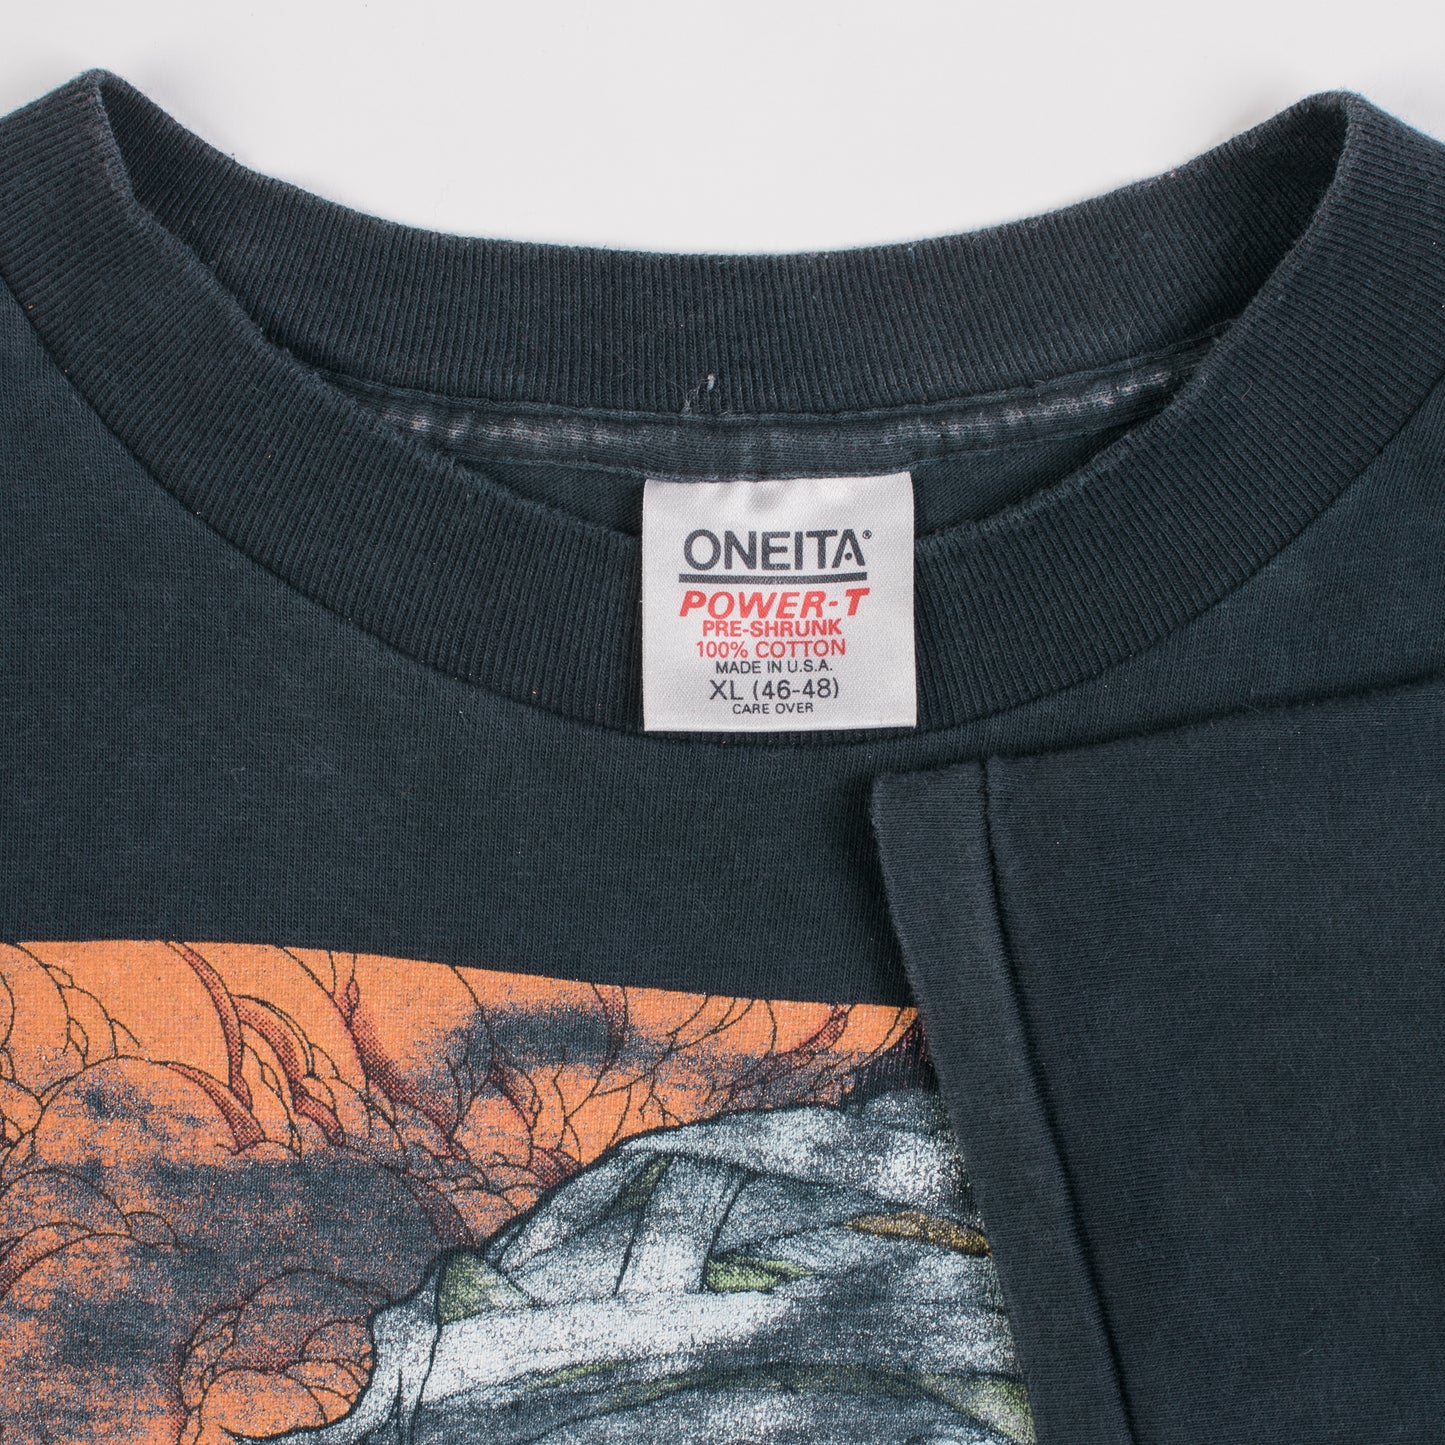 ONEITA®
POWER-T
PRE-SHRUNK
100% COTTON
MADE IN U.S.A.
XL (46-48)
CARE OVER